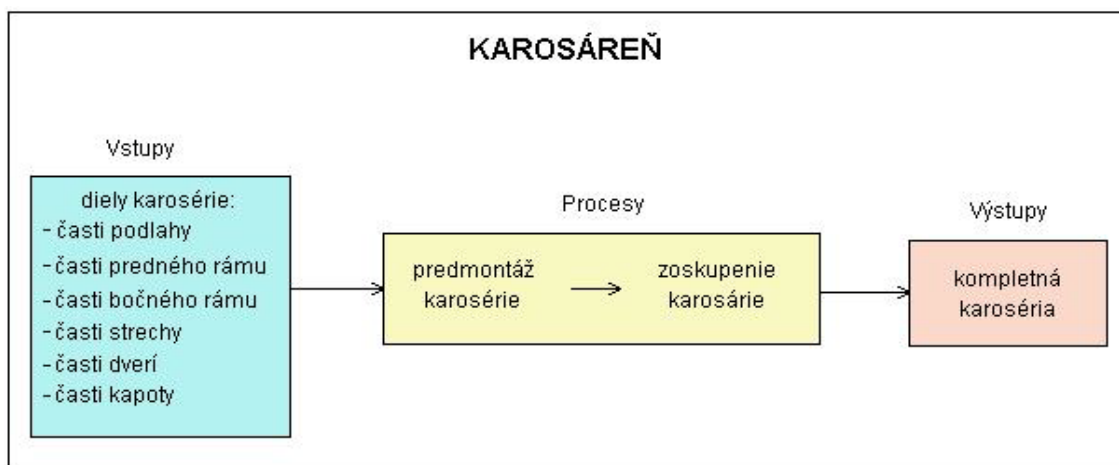 KAROSÁREŇ
Vstupy
diely karosérie:
- časti podlahy
- časti predného rámu
- časti bočného rámu
- časti strechy
- časti dverí
- časti kapoty
Procesy
predmontáž
karosérie
zoskupenie
karosárie
Výstupy
kompletná
karoséria